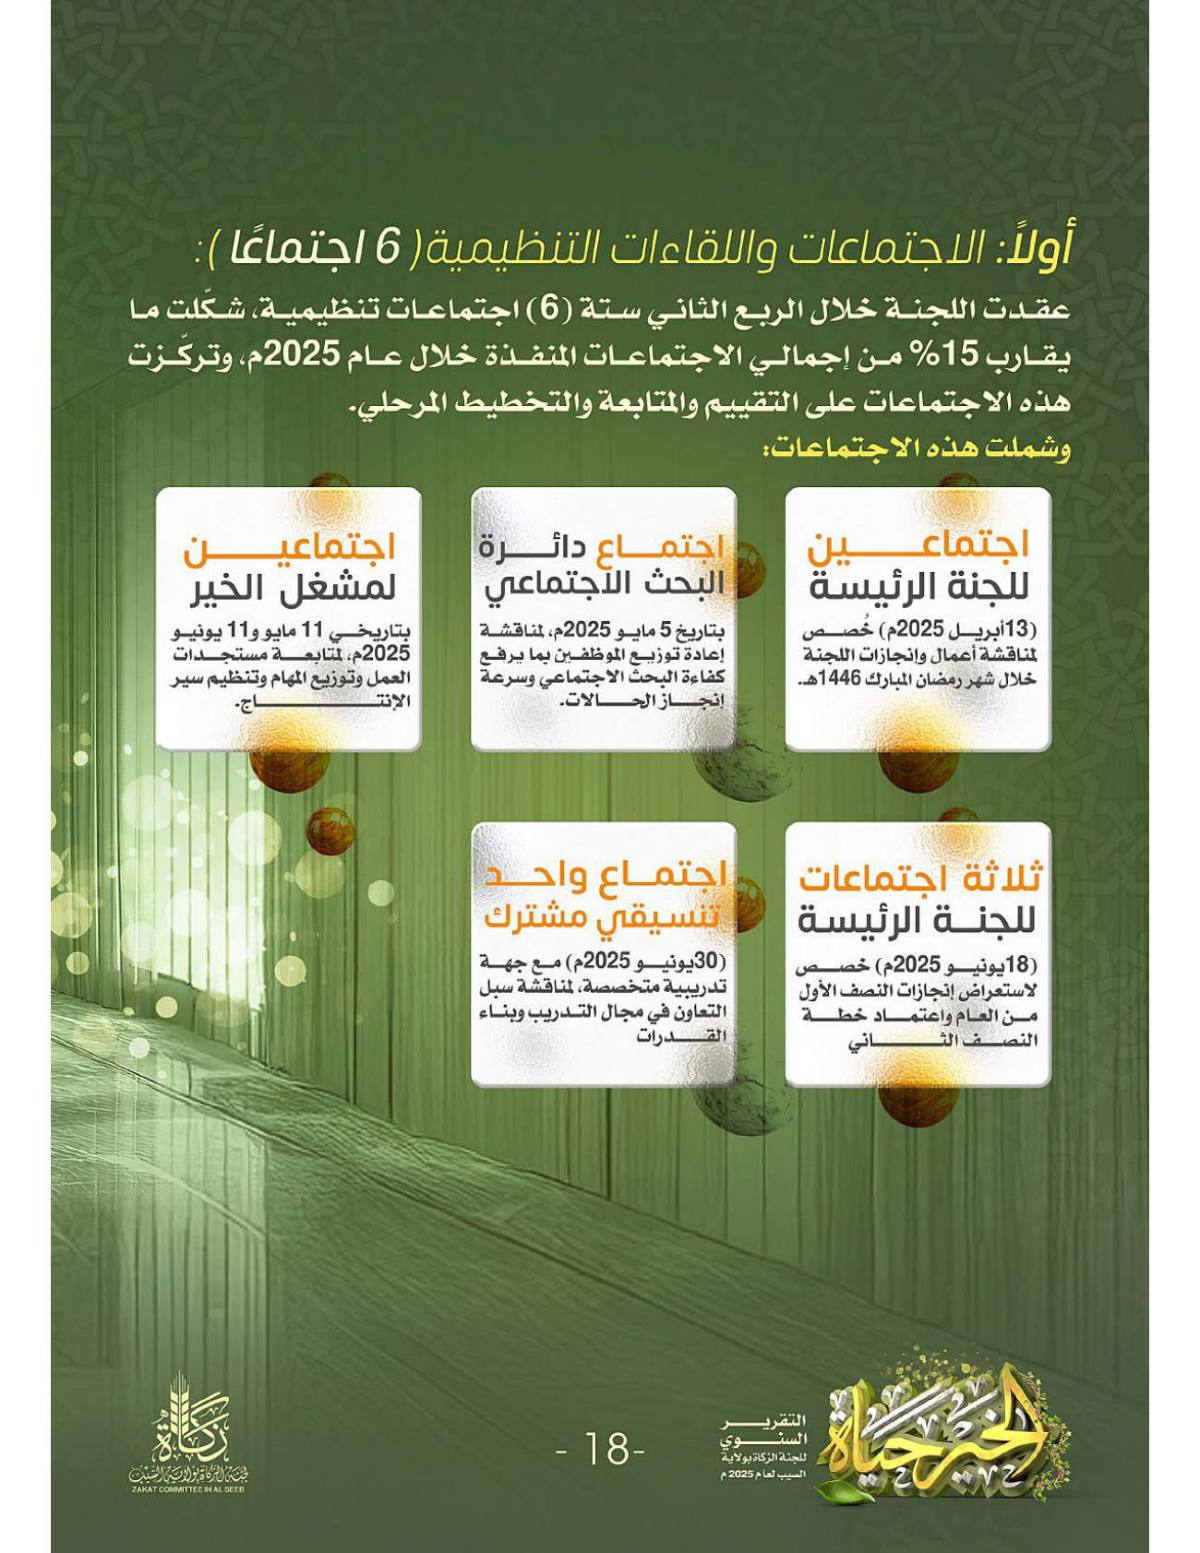 أولاً: الاجتماعات واللقاءات التنظيمية( 6 اجتماعًا ):
عقدت اللجنة خلال الربع الثاني ستة (6) اجتماعات تنظيمية، شكّلت ما
يقارب 15% من إجمالي الاجتماعات المنفذة خلال عام 2025م، وتركّزت
هذه الاجتماعات على التقييم والمتابعة والتخطيط المرحلي.
وشملت هذه الاجتماعات:
اجتماعين
للجنة الرئيسة
(13أبريل 2025م) خُصص
لمناقشة أعمال وإنجازات اللجنة
خلال شهر رمضان المبارك 1446هـ.
اجتماع دائرة
البحث الاجتماعي
بتاريخ 5 مايو 2025م، لمناقشة
إعادة توزيع الموظفين بما يرفع
كفاءة البحث الاجتماعي وسرعة
إنجاز الحالات.
اجتماعين
لمشغل الخير
بتاريخي 11 مايو و11 يونيو
2025م، لمتابعة مستجدات
العمل وتوزيع المهام وتنظيم سير
الإنتاج.
ثلاثة اجتماعات
للجنة الرئيسة
(18يونيو 2025م) خصص
لاستعراض إنجازات النصف الأول
من العام واعتماد خطة
النصف الثاني
اجتماع واحد
تنسيقي مشترك
(30يونيو 2025م) مع جهة
تدريبية متخصصة، لمناقشة سبل
التعاون في مجال التدريب وبناء
القدرات
الخير حياة
التقرير
السنوي
للجنة الزكاة بولاية
السيب لعام 2025 م
- 18 -
زكاة
لجنة الزكاة بولاية السيب
ZAKAT COMMITTEE IN AL SEEB